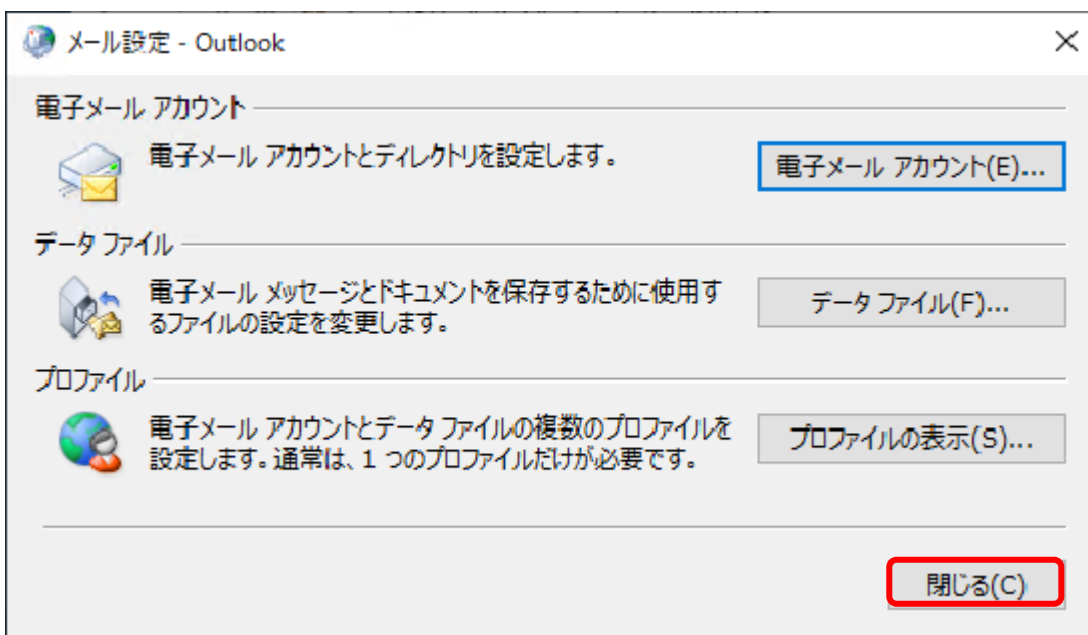 メール設定 - Outlook
電子メール アカウント
電子メール アカウントとディレクトリを設定します。
電子メール アカウント(E)...
データ ファイル
電子メール メッセージとドキュメントを保存するために使用す
るファイルの設定を変更します。
データ ファイル(F)...
プロファイル
電子メール アカウントとデータ ファイルの複数のプロファイルを
設定します。通常は、1 つのプロファイルだけが必要です。
プロファイルの表示(S)...
閉じる(C)